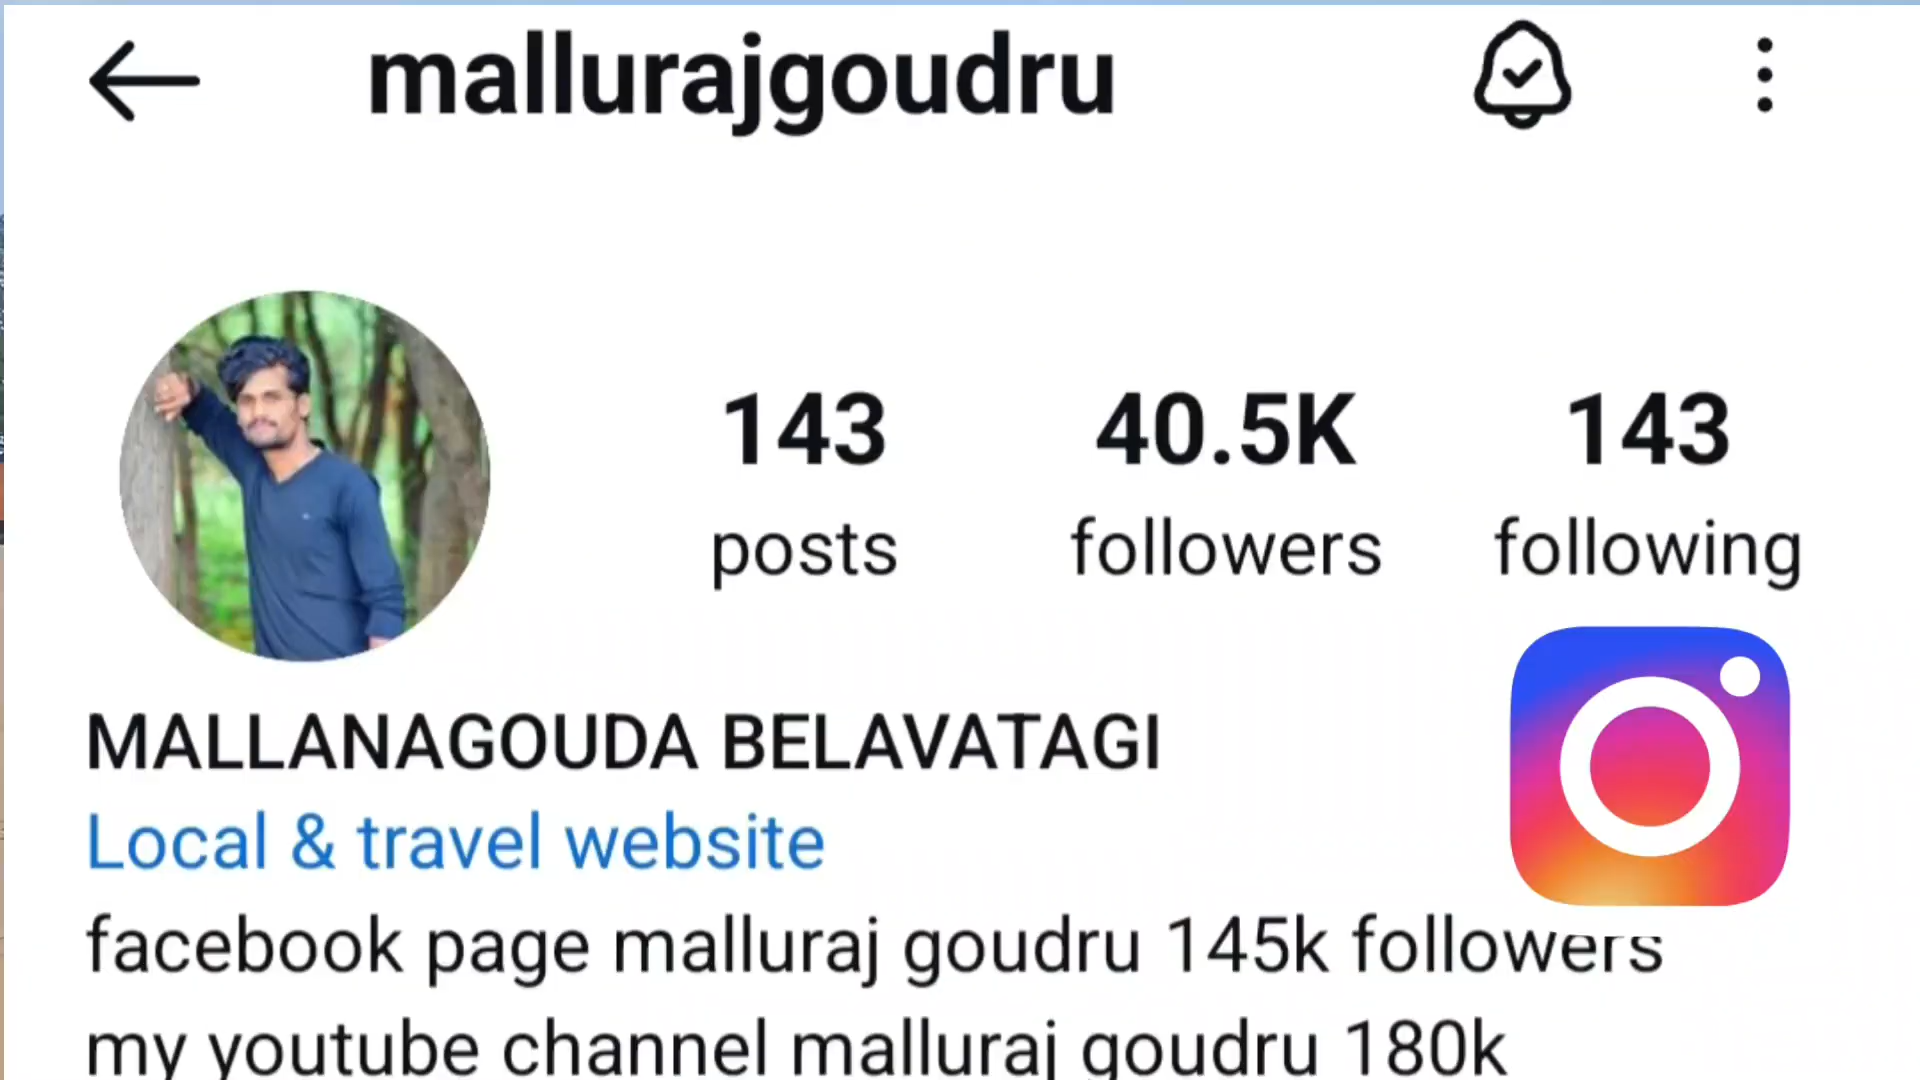 mallurajgoudru
143 40.5K 143
posts followers following
MALLANAGOUDA BELAVATAGI
Local & travel website
facebook page malluraj goudru 145k followers
my youtube channel malluraj goudru 180k